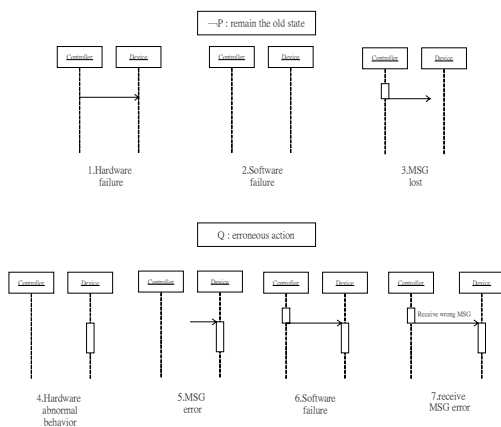 ¬P : remain the old state
Controller Device Controller Device Controller Device
1.Hardware failure
2.Software failure
3.MSG lost
Q : erroneous action
Controller Device Controller Device Controller Device Controller Device
Receive wrong MSG
4.Hardware abnormal behavior
5.MSG error
6.Software failure
7.receive MSG error